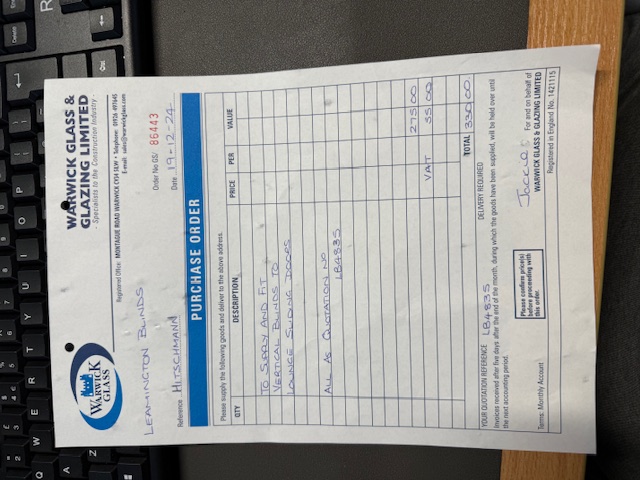 WARWICK GLASS
WARWICK GLASS &
GLAZING LIMITED
- Specialists to the Construction Industry -
Registered Office: MONTAGUE ROAD WARWICK CV34 5LW • Telephone: 01926 497645
E-mail: sales@warwickglass.com
LEAMINGTON BLINDS
Order No GS/ 86443
Reference HITSCHMANN
Date 19-12-24
PURCHASE ORDER
Please supply the following goods and deliver to the above address.
QTY DESCRIPTION PRICE PER VALUE
TO SUPPLY AND FIT
VERTICAL BLINDS TO
LOUNGE SLIDING DOORS
ALL AS QUOTATION NO
LB4835
275 00
VAT 55 00
TOTAL 330 00
YOUR QUOTATION REFERENCE LB4835 DELIVERY REQUIRED
Invoices received after five days after the end of the month, during which the goods have been supplied, will be held over until
the next accounting period.
Please confirm price(s)
before proceeding with
this order.
For and on behalf of
WARWICK GLASS & GLAZING LIMITED
Terms: Monthly Account
Registered in England No. 1421115